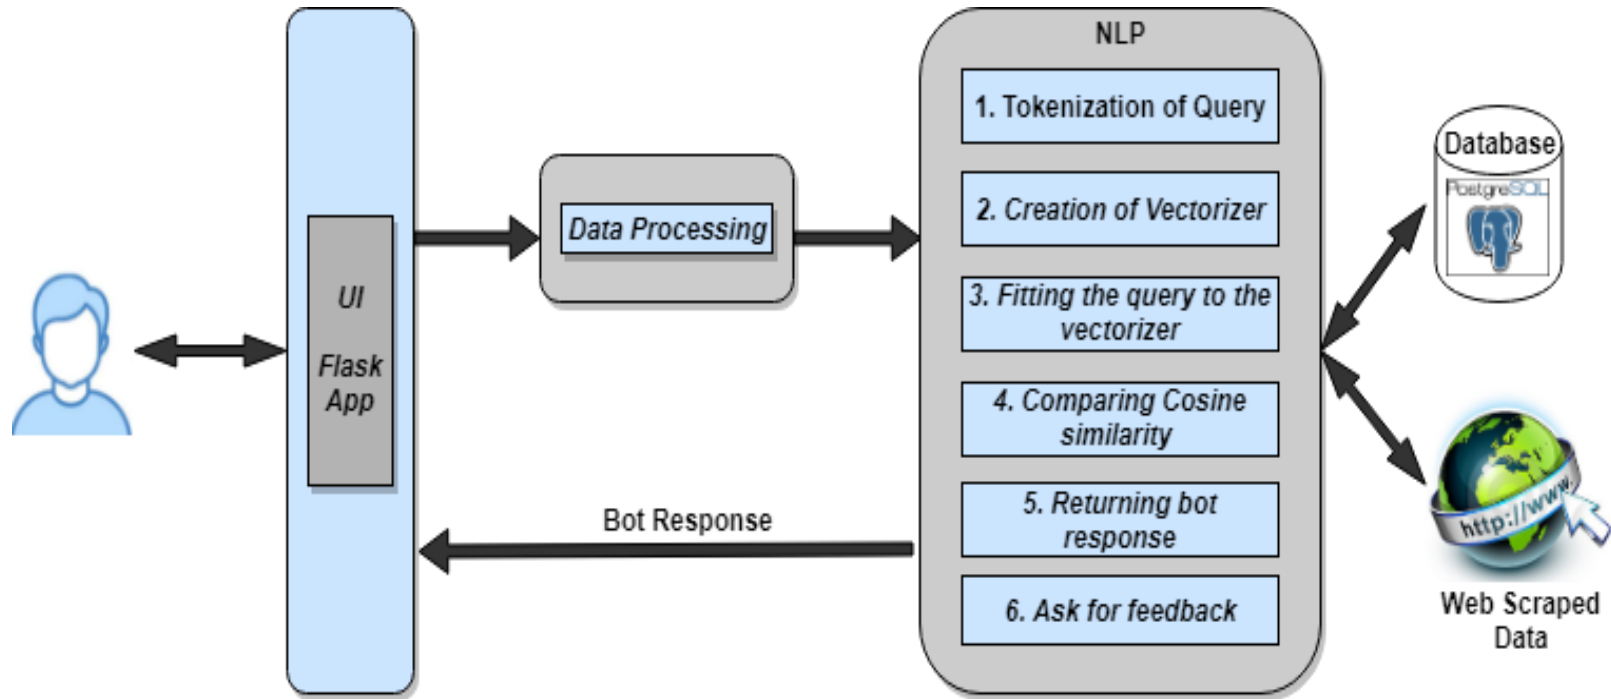 NLP
1. Tokenization of Query
2. Creation of Vectorizer
3. Fitting the query to the
vectorizer
4. Comparing Cosine
similarity
5. Returning bot
response
6. Ask for feedback
Data Processing
UI
Flask
App
Bot Response
Database
PostgreSQL
http://www.
Web Scraped
Data